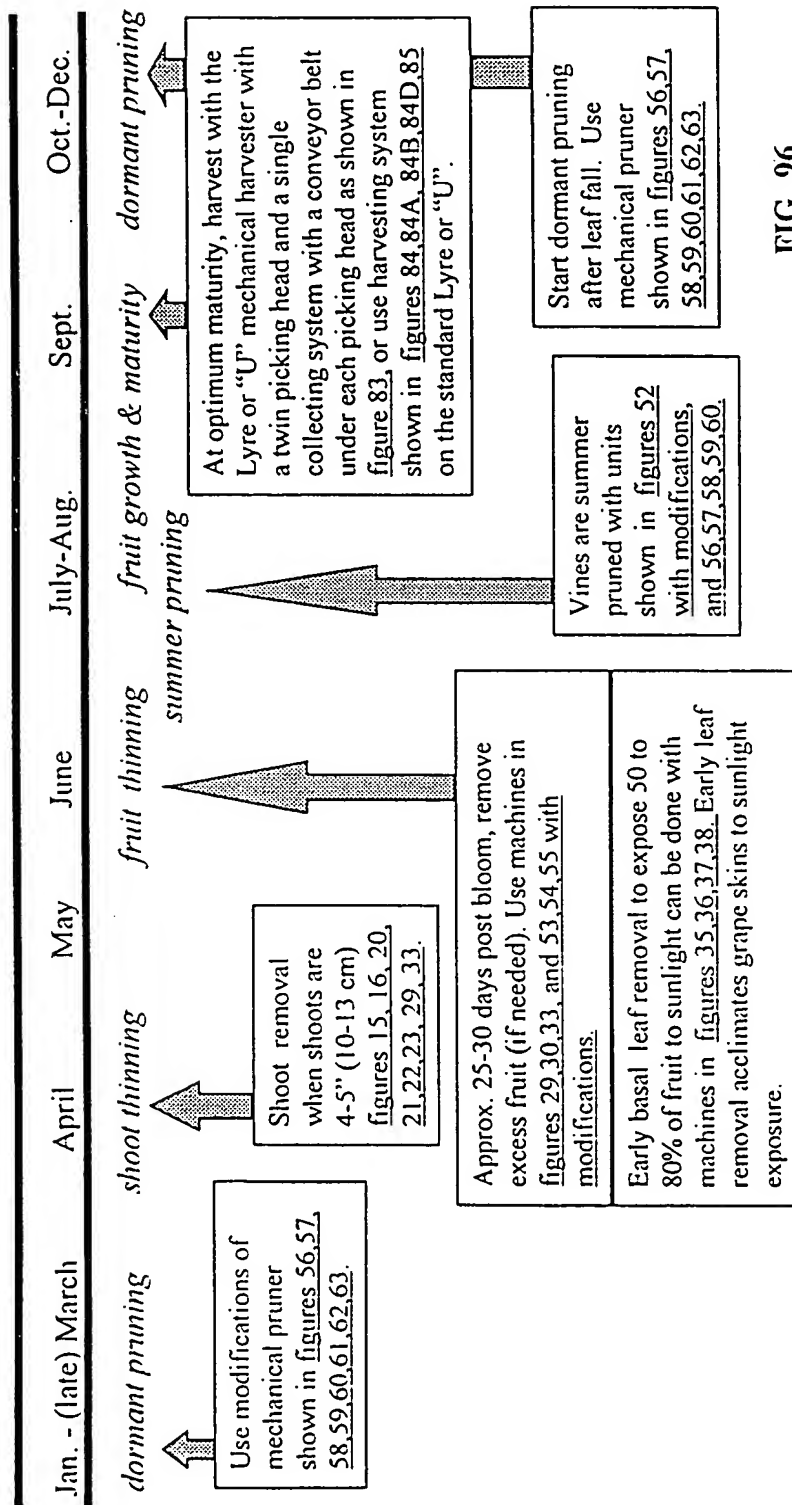 Jan. - (late) March April May June July-Aug. Sept. Oct.-Dec.
dormant pruning shoot thinning fruit thinning fruit growth & maturity dormant pruning
summer pruning
Use modifications of
mechanical pruner
shown in figures 56,57,
58,59,60,61,62,63.
Shoot removal
when shoots are
4-5” (10-13 cm)
figures 15, 16, 20,
21,22,23, 29, 33.
Approx. 25-30 days post bloom, remove
excess fruit (if needed). Use machines in
figures 29,30,33, and 53,54,55 with
modifications.
Early basal leaf removal to expose 50 to
80% of fruit to sunlight can be done with
machines in figures 35,36,37,38. Early leaf
removal acclimates grape skins to sunlight
exposure.
Vines are summer
pruned with units
shown in figures 52
with modifications,
and 56,57,58,59,60.
At optimum maturity, harvest with the
Lyre or “U” mechanical harvester with
a twin picking head and a single
collecting system with a conveyor belt
under each picking head as shown in
figure 83, or use harvesting system
shown in figures 84,84A, 84B,84D,85
on the standard Lyre or “U”.
Start dormant pruning
after leaf fall. Use
mechanical pruner
shown in figures 56,57,
58,59,60,61,62,63.
FIG. 96